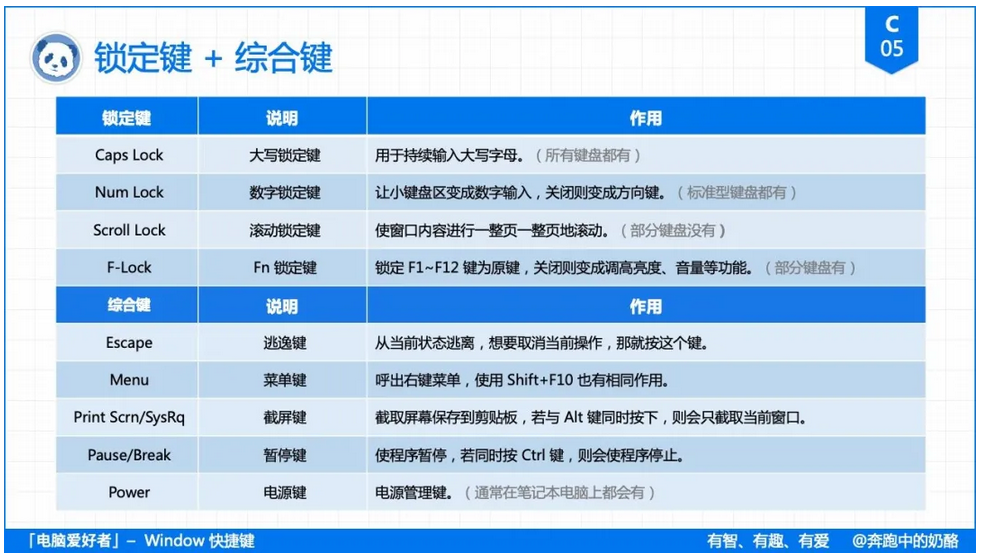 锁定键 + 综合键
C
05
锁定键 说明 作用
Caps Lock 大写锁定键 用于持续输入大写字母。（所有键盘都有）
Num Lock 数字锁定键 让小键盘区变成数字输入，关闭则变成方向键。（标准型键盘都有）
Scroll Lock 滚动锁定键 使窗口内容进行一整页一整页地滚动。（部分键盘没有）
F-Lock Fn 锁定键 锁定 F1~F12 键为原键，关闭则变成调高亮度、音量等功能。（部分键盘有）
综合键 说明 作用
Escape 逃逸键 从当前状态逃离，想要取消当前操作，那就按这个键。
Menu 菜单键 呼出右键菜单，使用 Shift+F10 也有相同作用。
Print Scrn/SysRq 截屏键 截取屏幕保存到剪贴板，若与 Alt 键同时按下，则会只截取当前窗口。
Pause/Break 暂停键 使程序暂停，若同时按 Ctrl 键，则会使程序停止。
Power 电源键 电源管理键。（通常在笔记本电脑上都会有）
「电脑爱好者」– Window 快捷键 有智、有趣、有爱 @奔跑中的奶酪